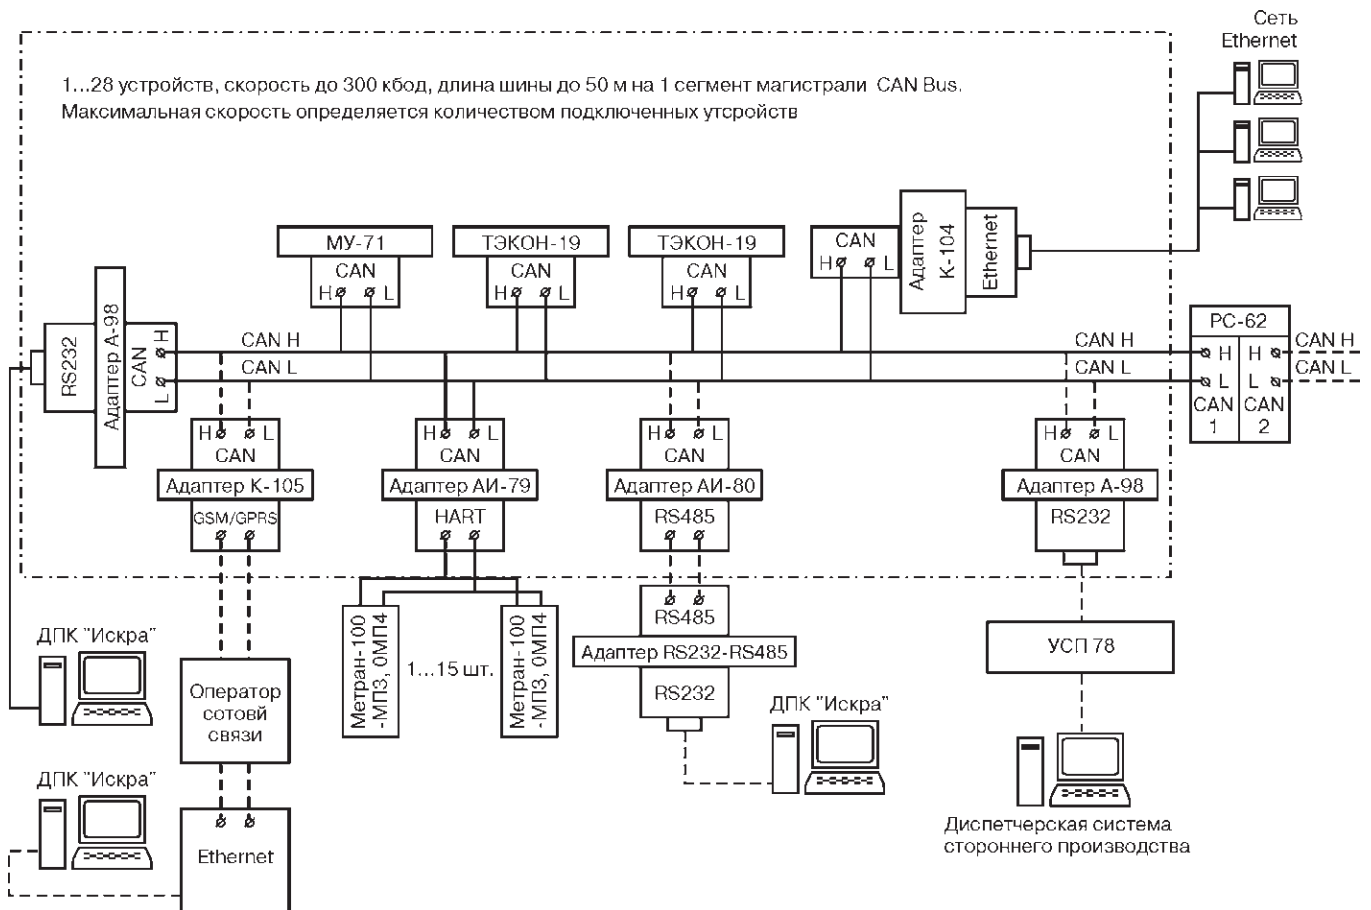 Сеть
Ethernet
1...28 устройств, скорость до 300 кбод, длина шины до 50 м на 1 сегмент магистрали CAN Bus.
Максимальная скорость определяется количеством подключенных утсройств
МУ-71
CAN
H L
ТЭКОН-19
CAN
H L
ТЭКОН-19
CAN
H L
CAN
H L
Адаптер
К-104
Ethernet
RS232
Адаптер А-98
CAN
H
L
CAN H
CAN L
CAN H
CAN L
РС-62
H
L
CAN
1
H
L
CAN
2
CAN H
CAN L
H L
CAN
Адаптер К-105
GSM/GPRS
H L
CAN
Адаптер АИ-79
HART
H L
CAN
Адаптер АИ-80
RS485
H L
CAN
Адаптер А-98
RS232
ДПК "Искра"
Оператор
сотовй
связи
Метран-100
-МП3, 0МП4
1...15 шт.
Метран-100
-МП3, 0МП4
RS485
Адаптер RS232-RS485
RS232
ДПК "Искра"
УСП 78
Диспетчерская система
стороннего производства
ДПК "Искра"
Ethernet